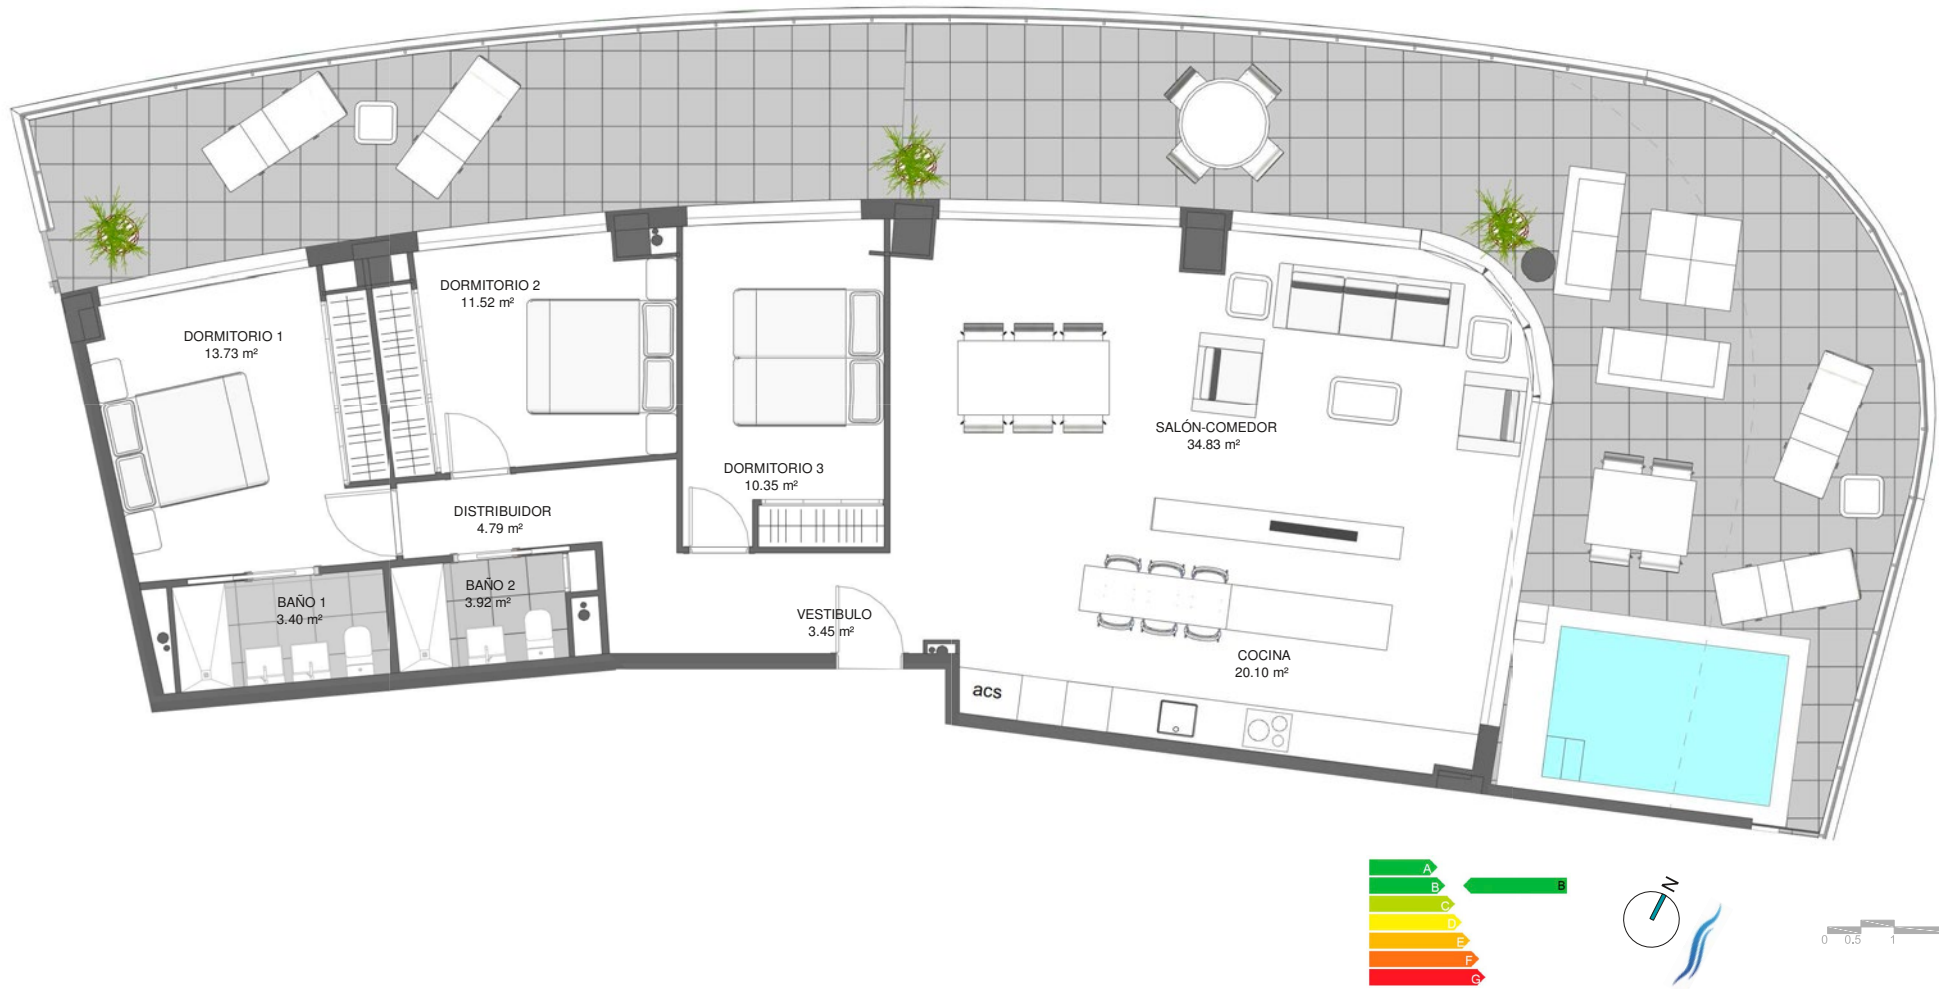 DORMITORIO 1
13.73 m²
DORMITORIO 2
11.52 m²
DORMITORIO 3
10.35 m²
DISTRIBUIDOR
4.79 m²
BAÑO 1
3.40 m²
BAÑO 2
3.92 m²
VESTIBULO
3.45 m²
SALÓN-COMEDOR
34.83 m²
COCINA
20.10 m²
acs
A
B
B
C
D
E
F
G
N
0 0.5 1